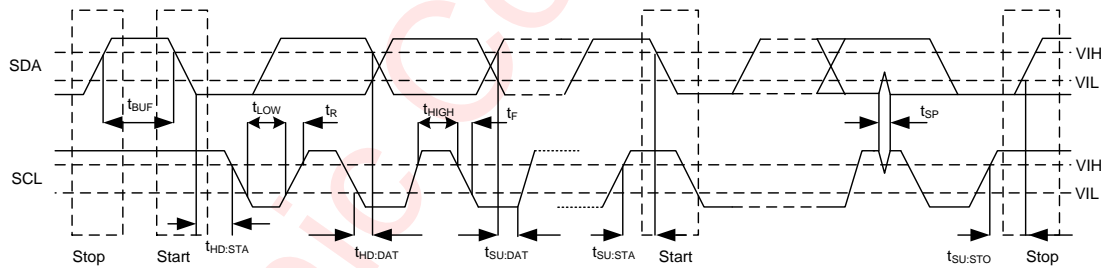 SDA
VIH
VIL
tBUF
tLOW
tR
tHIGH
tF
tSP
SCL
VIH
VIL
tHD:STA
tHD:DAT
tSU:DAT
tSU:STA
tSU:STO
Stop
Start
Start
Stop